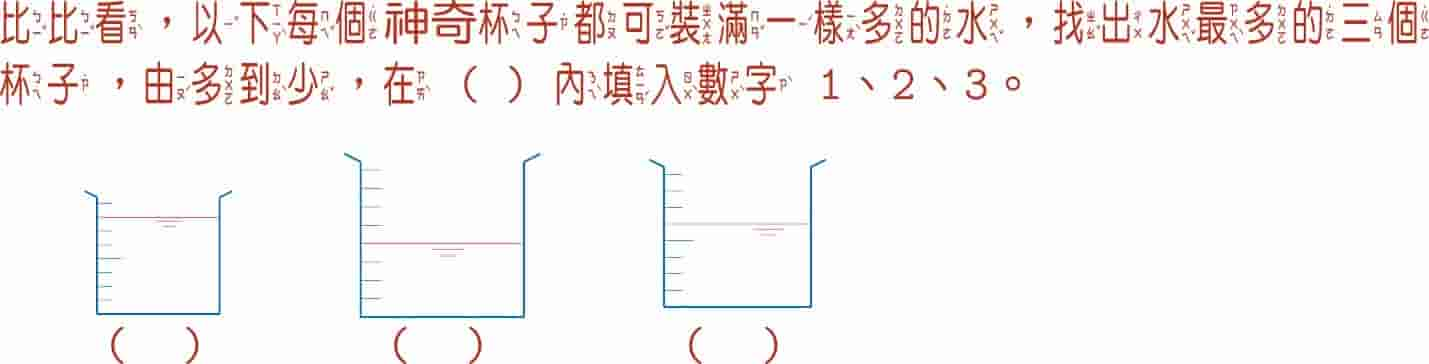 比比看，以下每個神奇杯子都可裝滿一樣多的水，找出水最多的三個
杯子，由多到少，在（ ）內填入數字 1、2、3。
（ ） （ ） （ ）